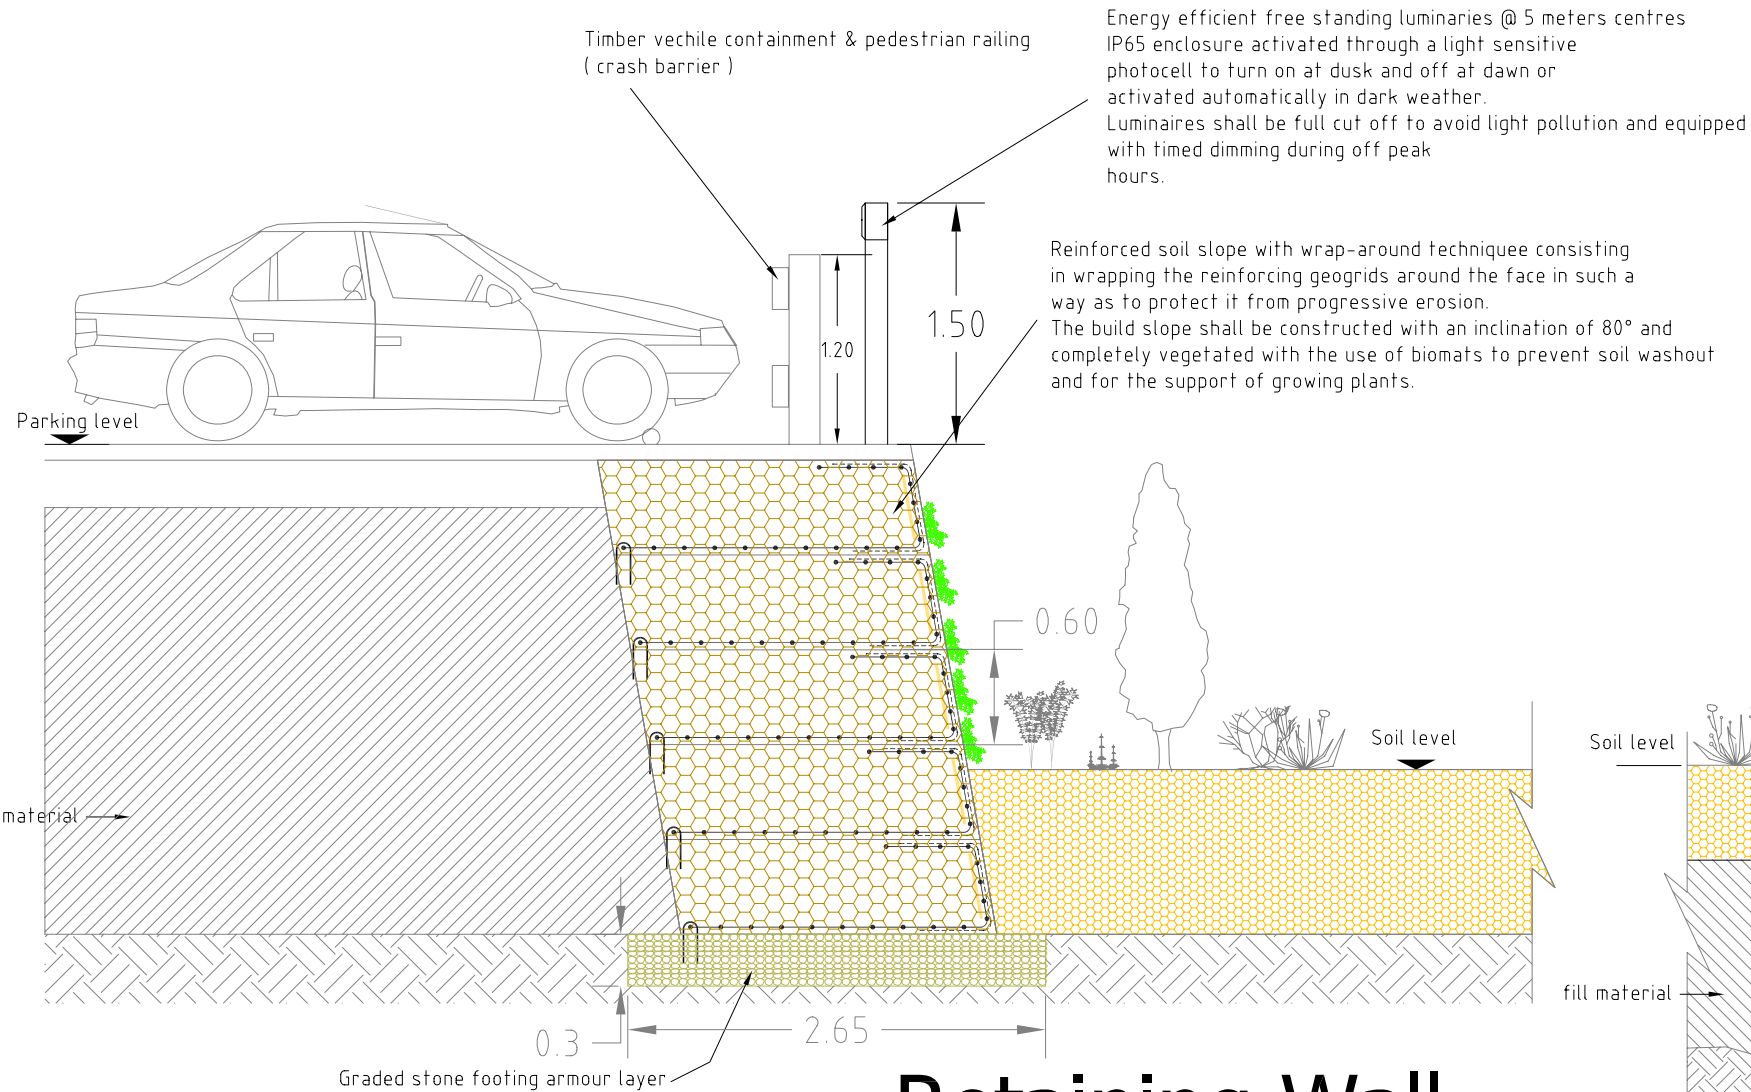 Energy efficient free standing luminaries @ 5 meters centres
IP65 enclosure activated through a light sensitive
photocell to turn on at dusk and off at dawn or
activated automatically in dark weather.
Luminaires shall be full cut off to avoid light pollution and equipped
with timed dimming during off peak
hours.
Timber vechile containment & pedestrian railing
( crash barrier )
Reinforced soil slope with wrap-around techniquee consisting
in wrapping the reinforcing geogrids around the face in such a
way as to protect it from progressive erosion.
The build slope shall be constructed with an inclination of 80° and
completely vegetated with the use of biomats to prevent soil washout
and for the support of growing plants.
1.50
1.20
Parking level
0.60
Soil level
Soil level
material
fill material
2.65
0.3
Graded stone footing armour layer
Retaining Wall